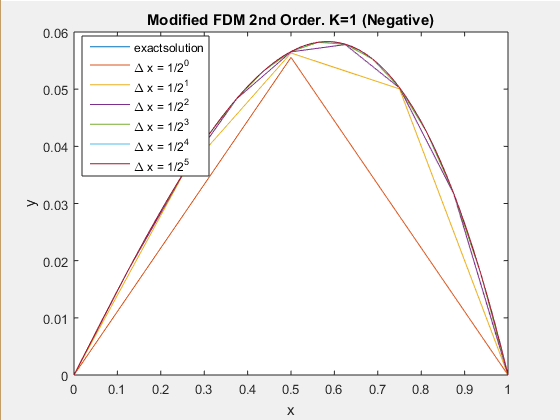 Modified FDM 2nd Order. K=1 (Negative)
0.06
0.05
0.04
0.03
0.02
0.01
0
y
exactsolution
Δ x = 1/2^0
Δ x = 1/2^1
Δ x = 1/2^2
Δ x = 1/2^3
Δ x = 1/2^4
Δ x = 1/2^5
0 0.1 0.2 0.3 0.4 0.5 0.6 0.7 0.8 0.9 1
x